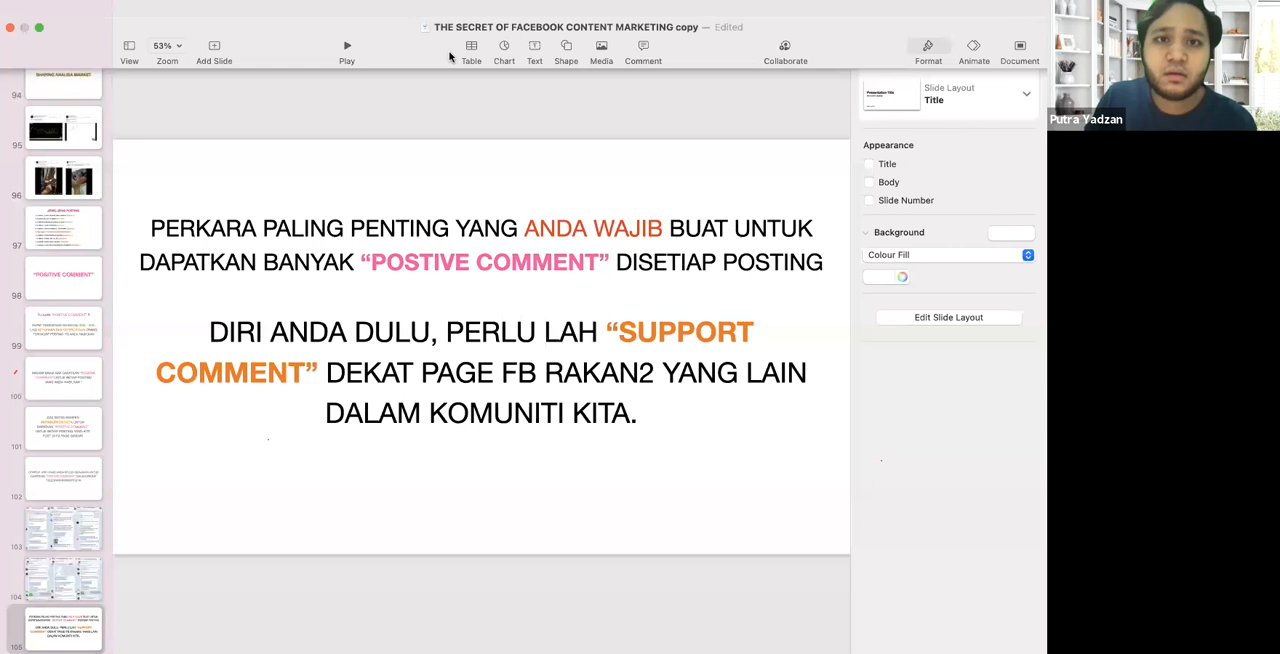 THE SECRET OF FACEBOOK CONTENT MARKETING copy — Edited
53%
View Zoom Add Slide Play Table Chart Text Shape Media Comment Collaborate Format Animate Document
Slide Layout
Title
Putra Yadzan
Appearance
Title
Body
Slide Number
Background
Colour Fill
Edit Slide Layout
PERKARA PALING PENTING YANG ANDA WAJIB BUAT UNTUK
DAPATKAN BANYAK “POSTIVE COMMENT” DISETIAP POSTING
DIRI ANDA DULU, PERLU LAH “SUPPORT
COMMENT” DEKAT PAGE FB RAKAN2 YANG LAIN
DALAM KOMUNITI KITA.
94
95
96
97
"POSITIVE COMMENT"
98
99
100
101
102
103
104
105